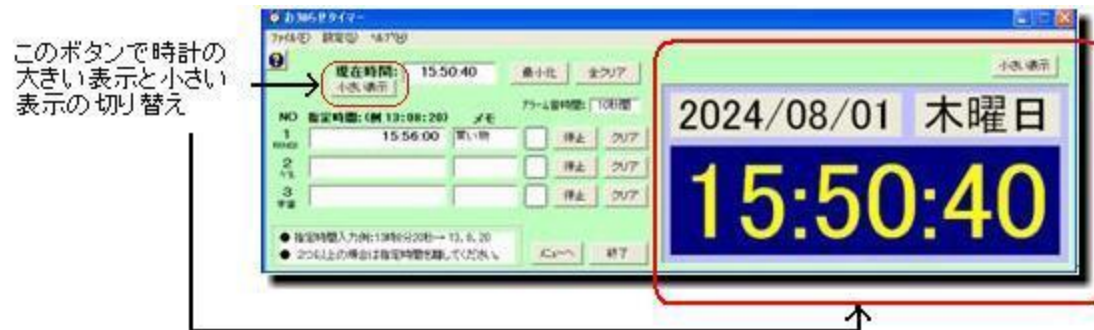 このボタンで時計の
大きい表示と小さい
表示の切り替え
お知らせタイマー
ファイル(F) 設定(S) ヘルプ(H)
現在時間: 15:50:40
小さい表示
最小化
全クリア
アラーム音時間: 10秒間
NO 指定時間:(例 13:08:20) メモ
1 15:56:00 買い物 停止 クリア
2 停止 クリア
3 停止 クリア
● 指定時間入力例:13時8分20秒→ 13, 8, 20
● 2つ以上の場合は指定時間を離してください。
メニューへ
終了
小さい表示
2024/08/01 木曜日
15:50:40